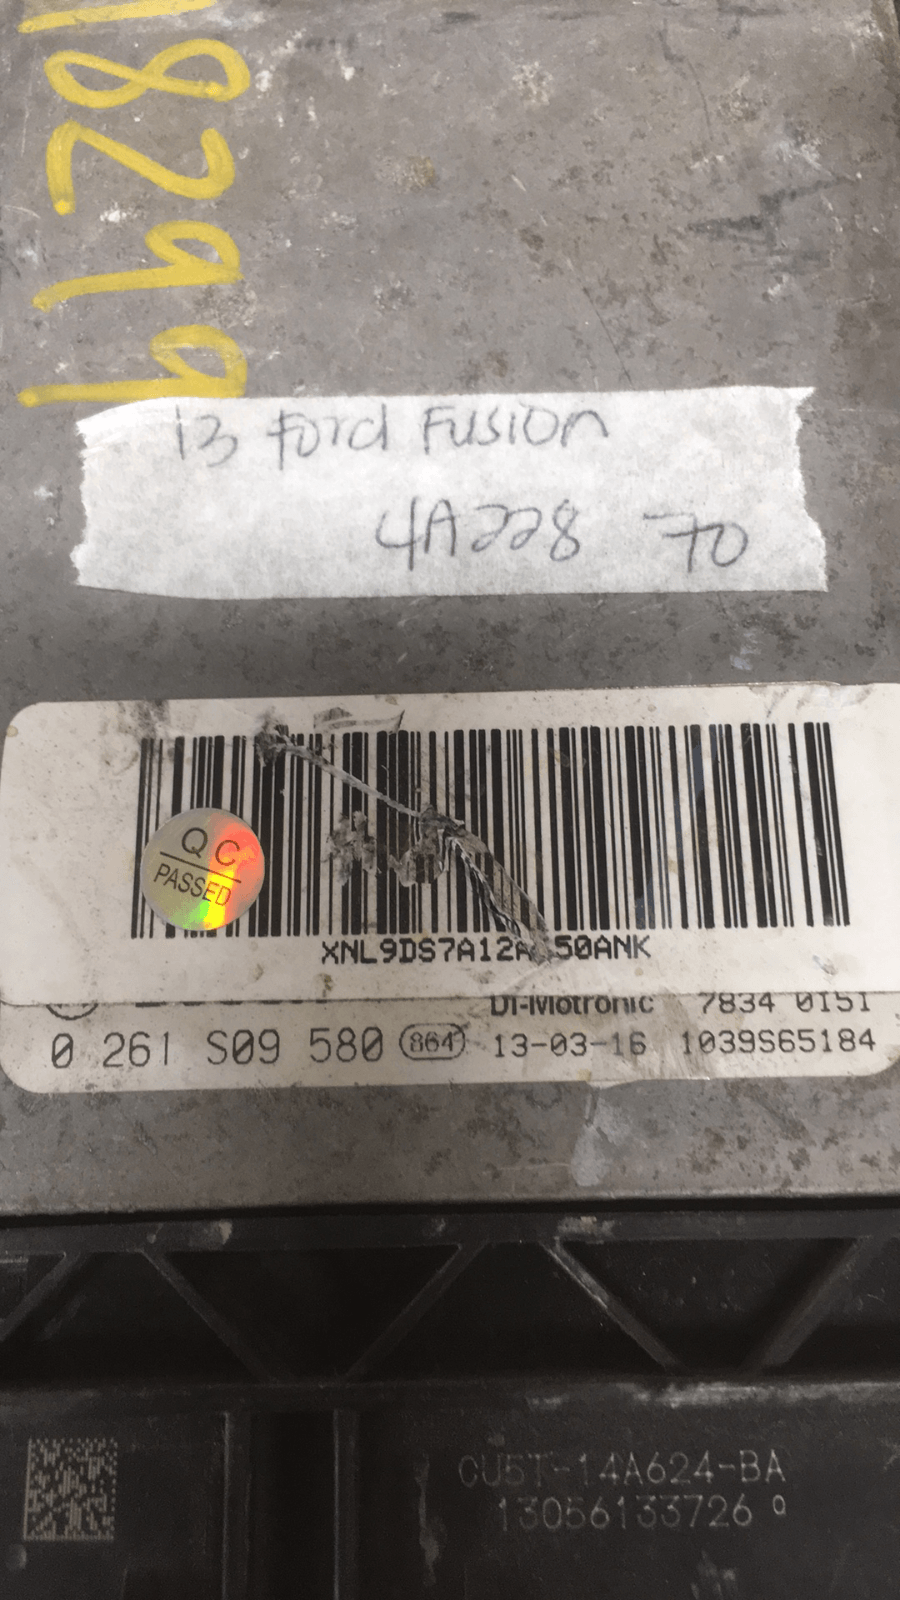 8299
13 Ford Fusion
4A228 70
QC
PASSED
DI-Motronic 7834 0151
0 261 S09 580 864 13-03-16 1039S65184
CU5T-14A624-BA
13056133726